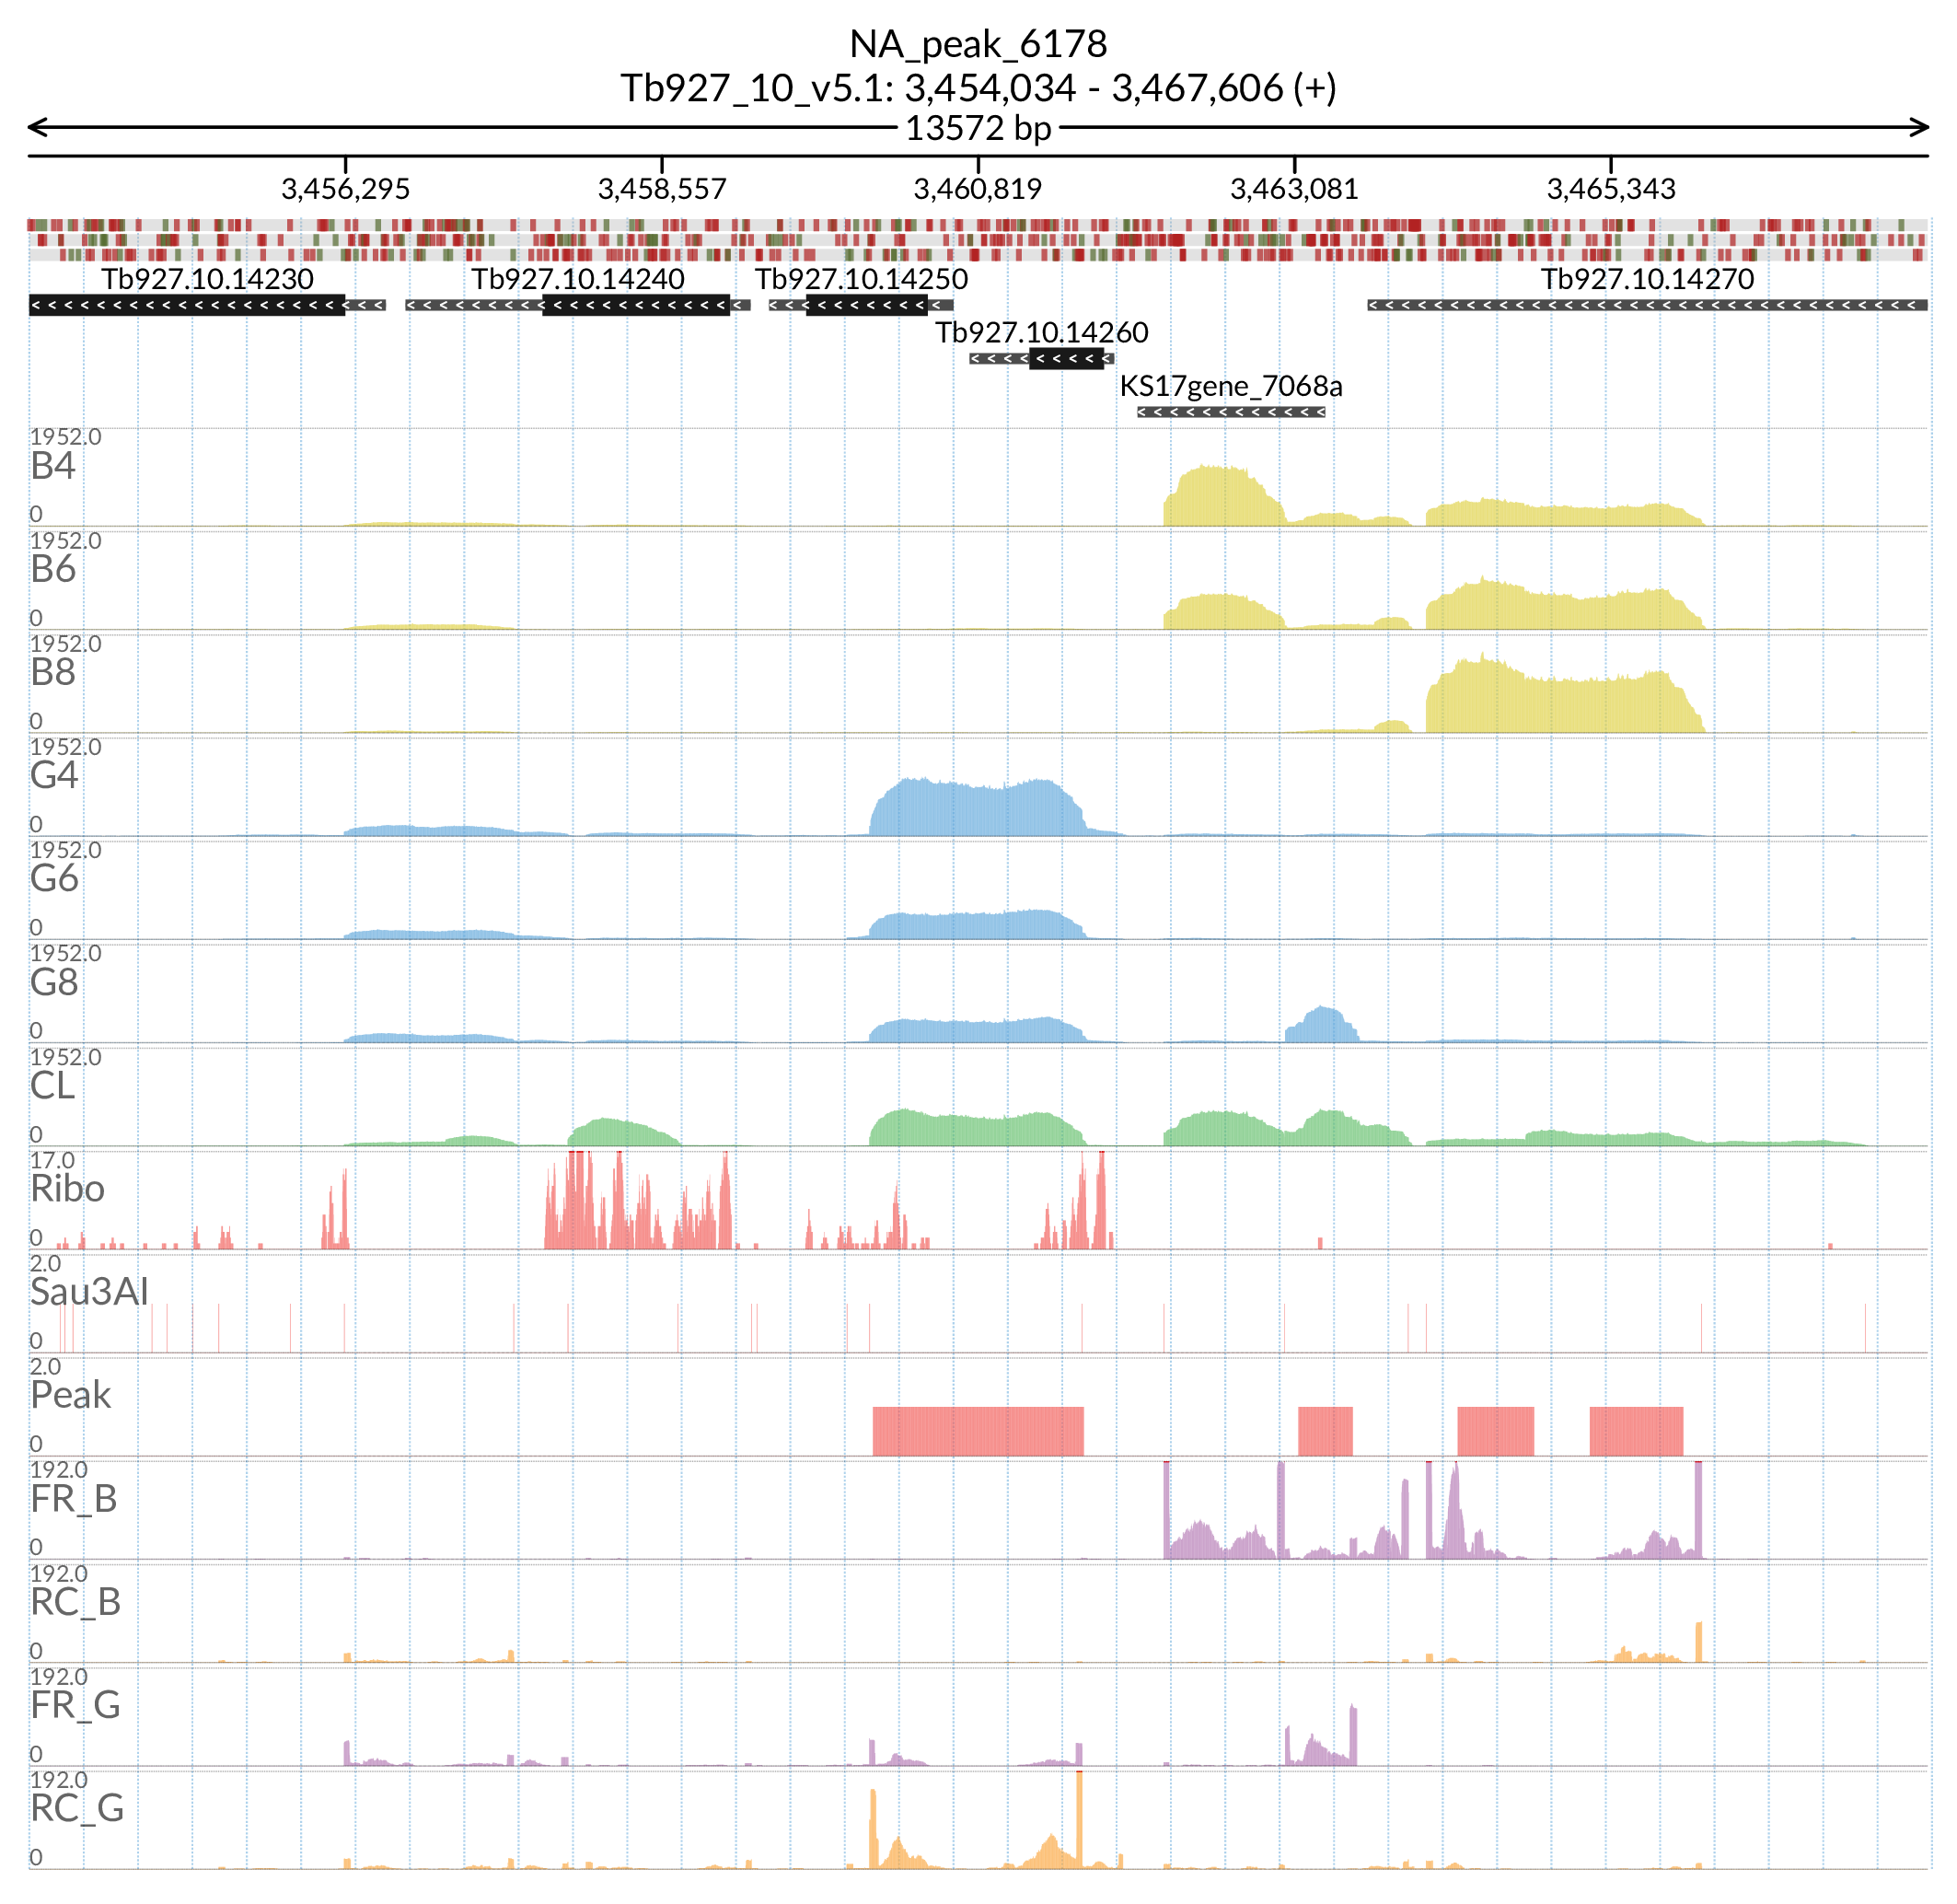 NA_peak_6178
Tb927_10_v5.1: 3,454,034 - 3,467,606 (+)
13572 bp
3,456,295 3,458,557 3,460,819 3,463,081 3,465,343
Tb927.10.14230 Tb927.10.14240 Tb927.10.14250 Tb927.10.14270
Tb927.10.14260
KS17gene_7068a
1952.0
B4
0
1952.0
B6
0
1952.0
B8
0
1952.0
G4
0
1952.0
G6
0
1952.0
G8
0
1952.0
CL
0
17.0
Ribo
0
2.0
Sau3AI
0
2.0
Peak
0
192.0
FR_B
0
192.0
RC_B
0
192.0
FR_G
0
192.0
RC_G
0